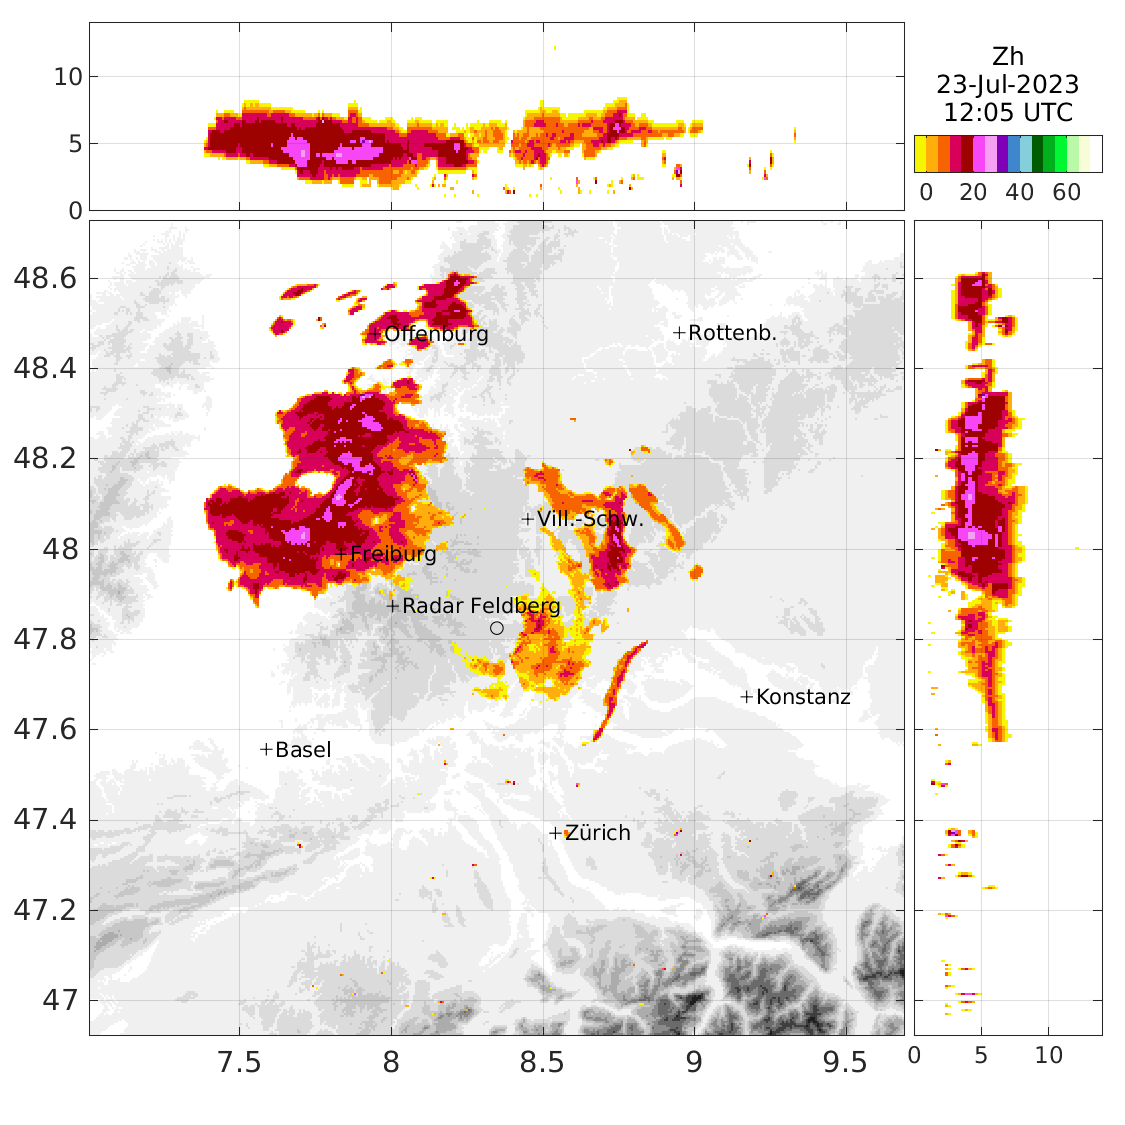 Zh
23-Jul-2023
12:05 UTC
0 20 40 60
10
5
0
48.6
48.4
48.2
48
47.8
47.6
47.4
47.2
47
Offenburg
Rottenb.
Vill.-Schw.
Freiburg
Radar Feldberg
Konstanz
Basel
Zürich
7.5 8 8.5 9 9.5
0 5 10